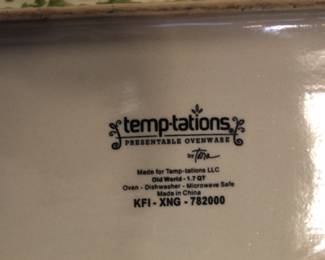 temp-tations®
PRESENTABLE OVENWARE
by Tara
Made for Temp-tations LLC
Old World - 1.7 QT
Oven - Dishwasher - Microwave Safe
Made in China
KFI - XNG - 782000